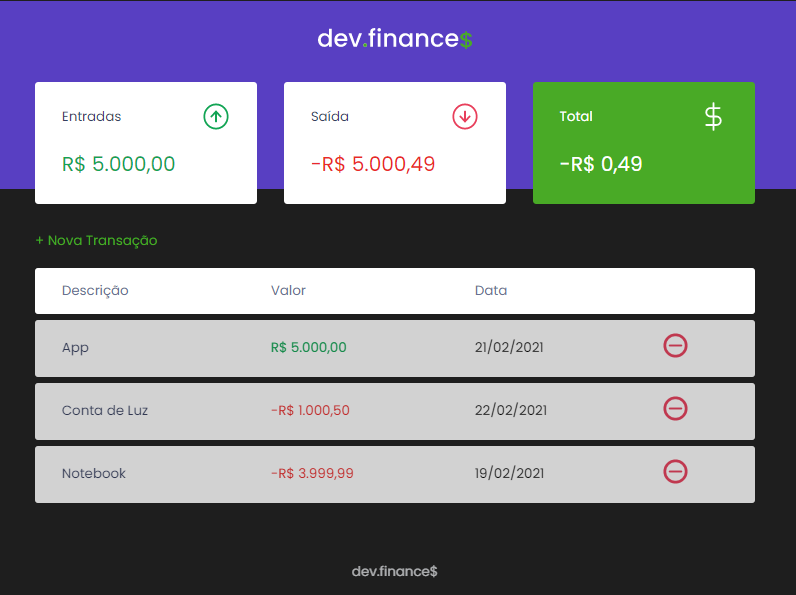 dev.finance$
Entradas
R$ 5.000,00
Saída
-R$ 5.000,49
Total
$
-R$ 0,49
+ Nova Transação
Descrição Valor Data
App R$ 5.000,00 21/02/2021
Conta de Luz -R$ 1.000,50 22/02/2021
Notebook -R$ 3.999,99 19/02/2021
dev.finance$